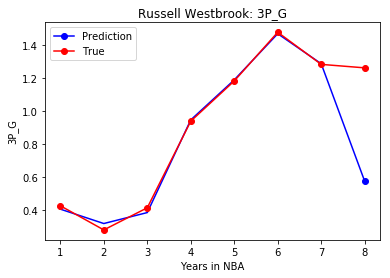 Russell Westbrook: 3P_G
Prediction
True
3P_G
1.4
1.2
1.0
0.8
0.6
0.4
1 2 3 4 5 6 7 8
Years in NBA